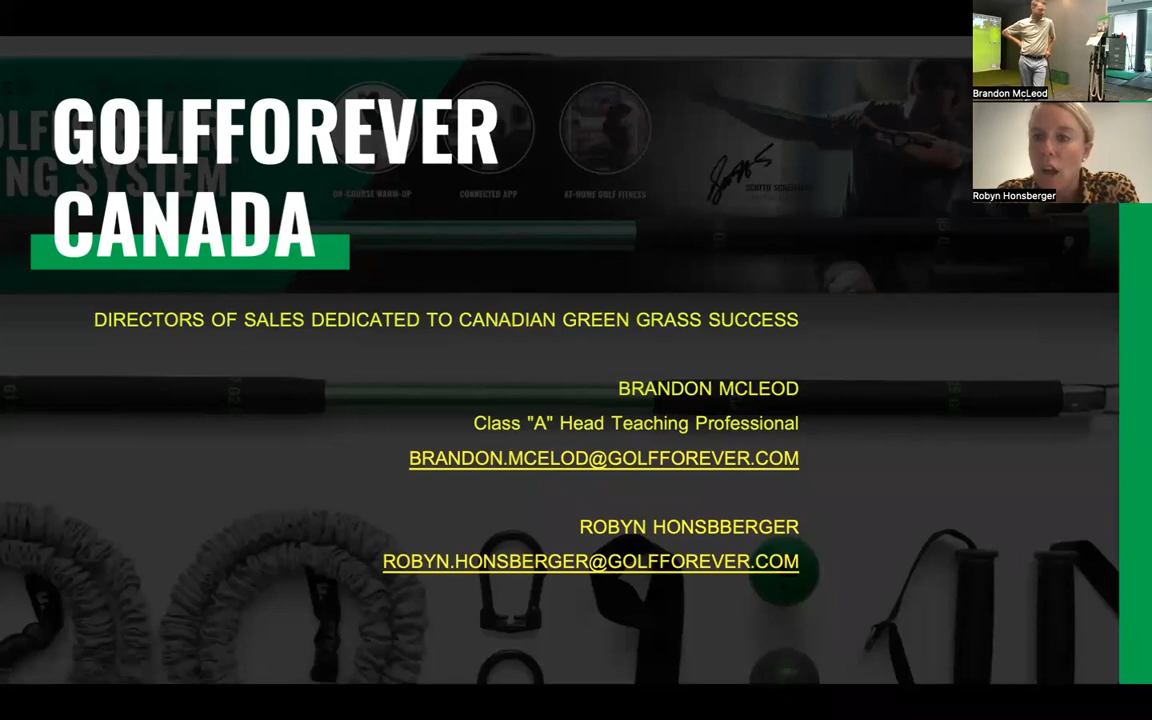 GOLFFOREVER
CANADA
ON-COURSE WARM-UP
CONNECTED APP
AT-HOME GOLF FITNESS
NG SYSTEM
DIRECTORS OF SALES DEDICATED TO CANADIAN GREEN GRASS SUCCESS
BRANDON MCLEOD
Class "A" Head Teaching Professional
BRANDON.MCELOD@GOLFFOREVER.COM
ROBYN HONSBBERGER
ROBYN.HONSBERGER@GOLFFOREVER.COM
Brandon McLeod
Robyn Honsberger